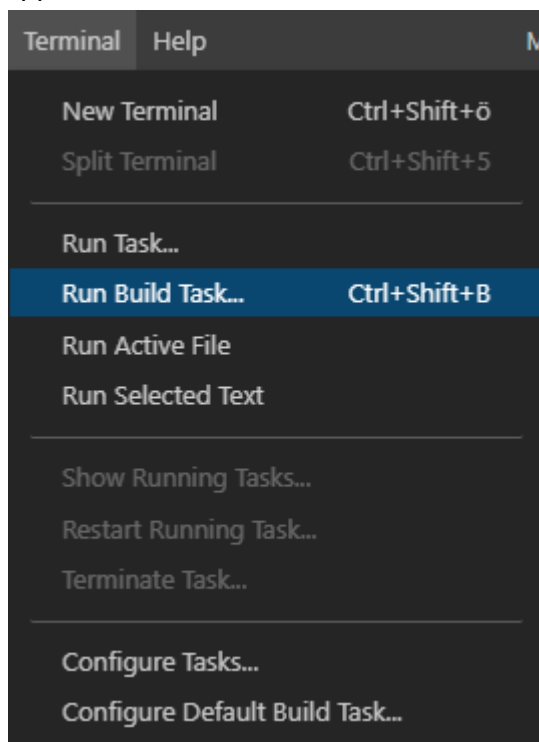 Terminal Help
New Terminal Ctrl+Shift+ö
Split Terminal Ctrl+Shift+5
Run Task...
Run Build Task... Ctrl+Shift+B
Run Active File
Run Selected Text
Show Running Tasks...
Restart Running Task...
Terminate Task...
Configure Tasks...
Configure Default Build Task...